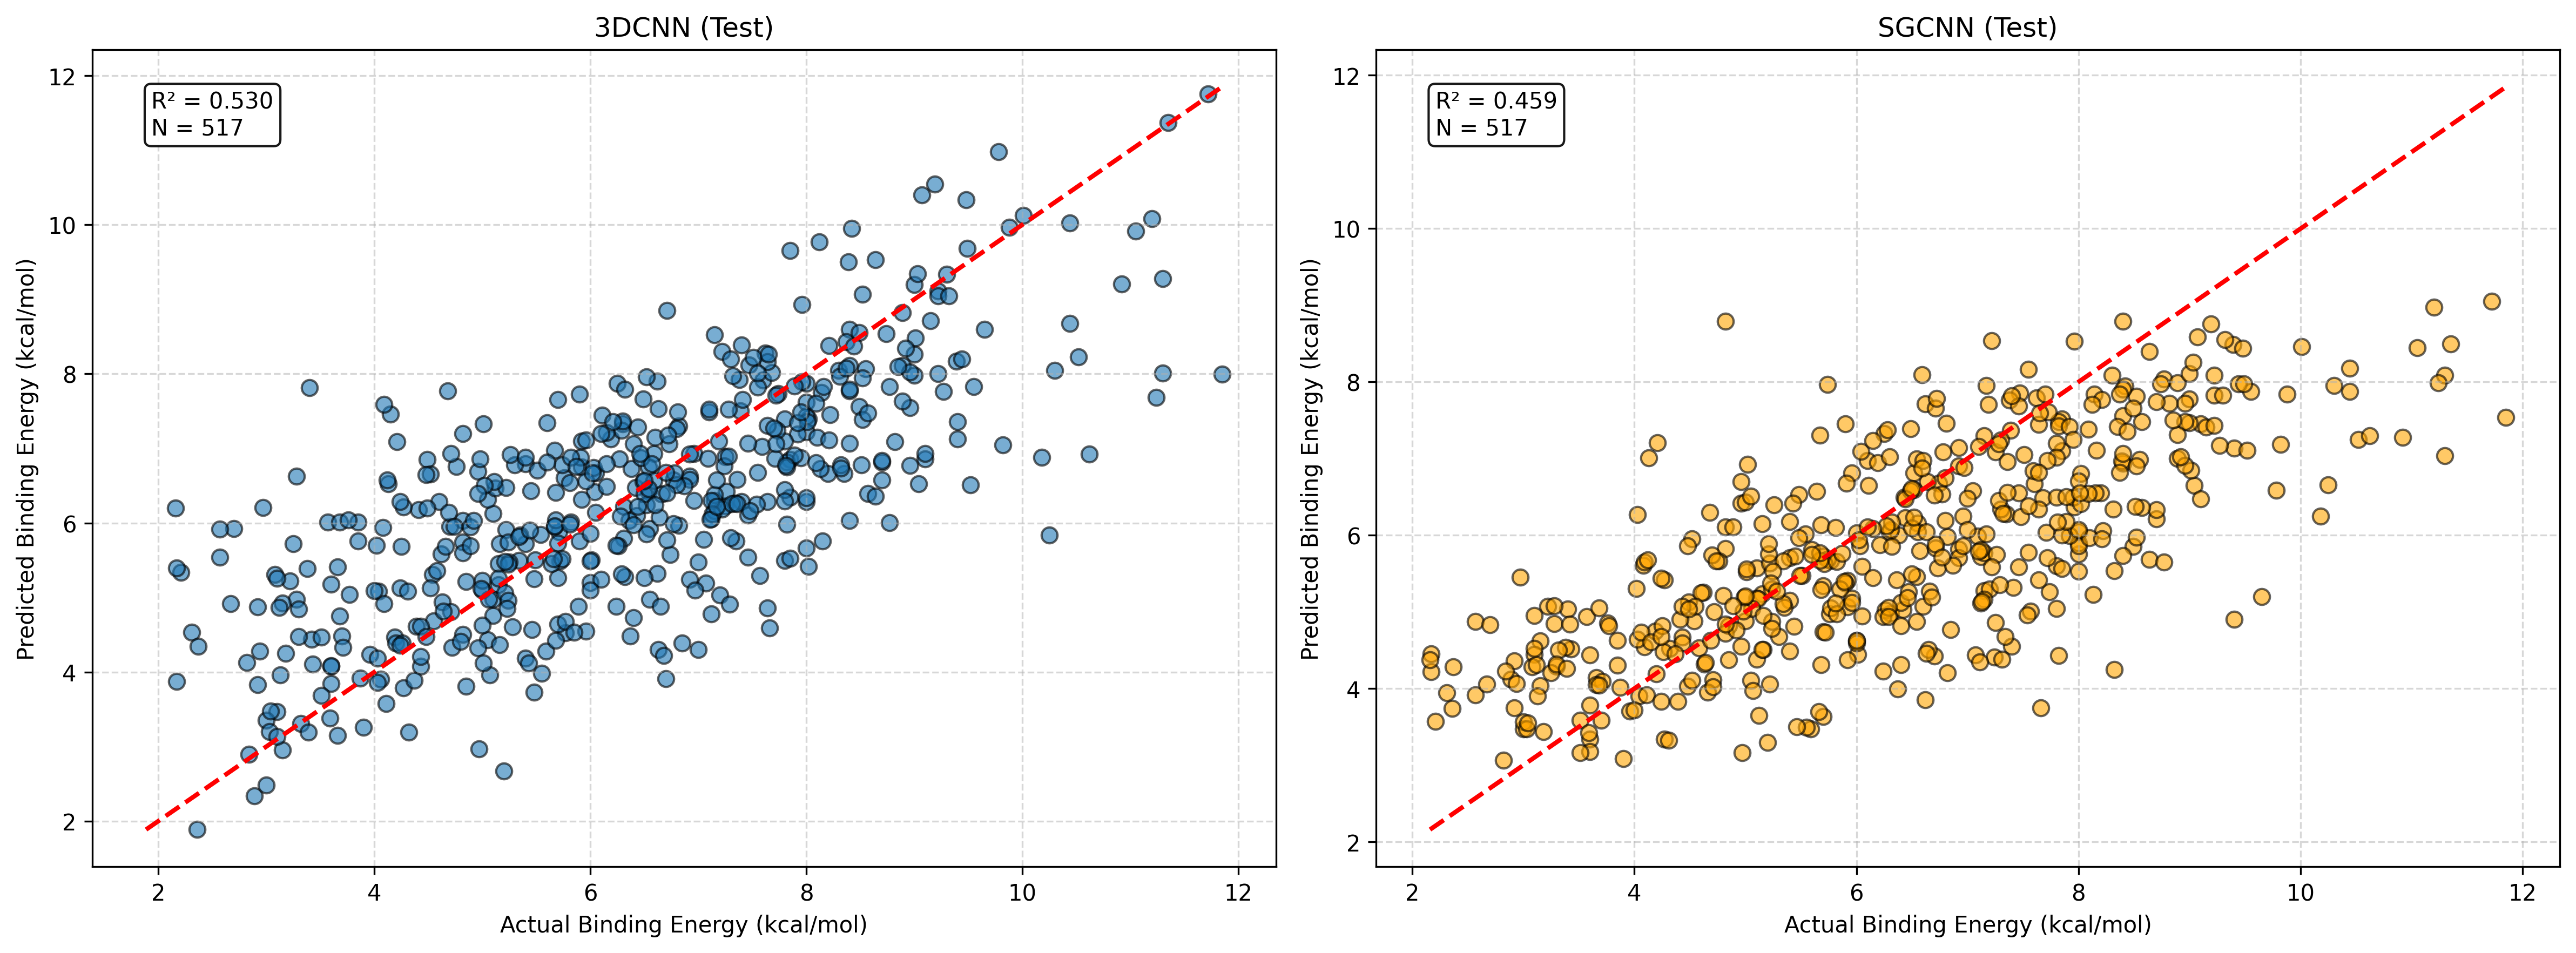 3DCNN (Test)
R² = 0.530
N = 517
Predicted Binding Energy (kcal/mol)
12
10
8
6
4
2
2 4 6 8 10 12
Actual Binding Energy (kcal/mol)
SGCNN (Test)
R² = 0.459
N = 517
Predicted Binding Energy (kcal/mol)
12
10
8
6
4
2
2 4 6 8 10 12
Actual Binding Energy (kcal/mol)